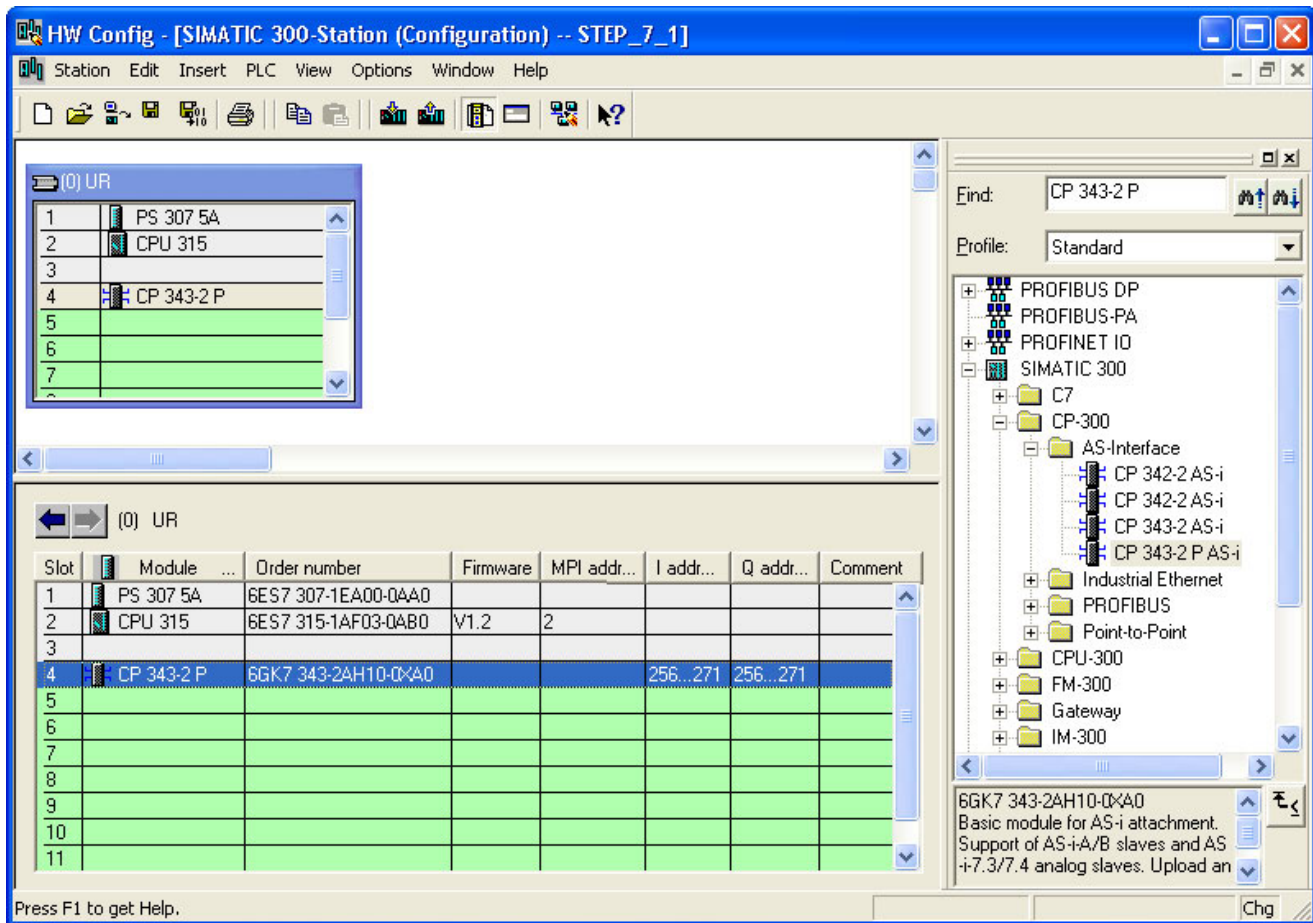 HW Config - [SIMATIC 300-Station (Configuration) -- STEP_7_1]
Station Edit Insert PLC View Options Window Help
(0) UR
1 PS 307 5A
2 CPU 315
3
4 CP 343-2 P
5
6
7
Find: CP 343-2 P
Profile: Standard
PROFIBUS DP
PROFIBUS-PA
PROFINET IO
SIMATIC 300
C7
CP-300
AS-Interface
CP 342-2 AS-i
CP 342-2 AS-i
CP 343-2 AS-i
CP 343-2 P AS-i
Industrial Ethernet
PROFIBUS
Point-to-Point
CPU-300
FM-300
Gateway
IM-300
6GK7 343-2AH10-0XA0
Basic module for AS-i attachment.
Support of AS-i-A/B slaves and AS
-i-7.3/7.4 analog slaves. Upload an
(0) UR
Slot Module ... Order number Firmware MPI addr... I addr... Q addr... Comment
1 PS 307 5A 6ES7 307-1EA00-0AA0
2 CPU 315 6ES7 315-1AF03-0AB0 V1.2 2
3
4 CP 343-2 P 6GK7 343-2AH10-0XA0 256...271 256...271
5
6
7
8
9
10
11
Press F1 to get Help.
Chg